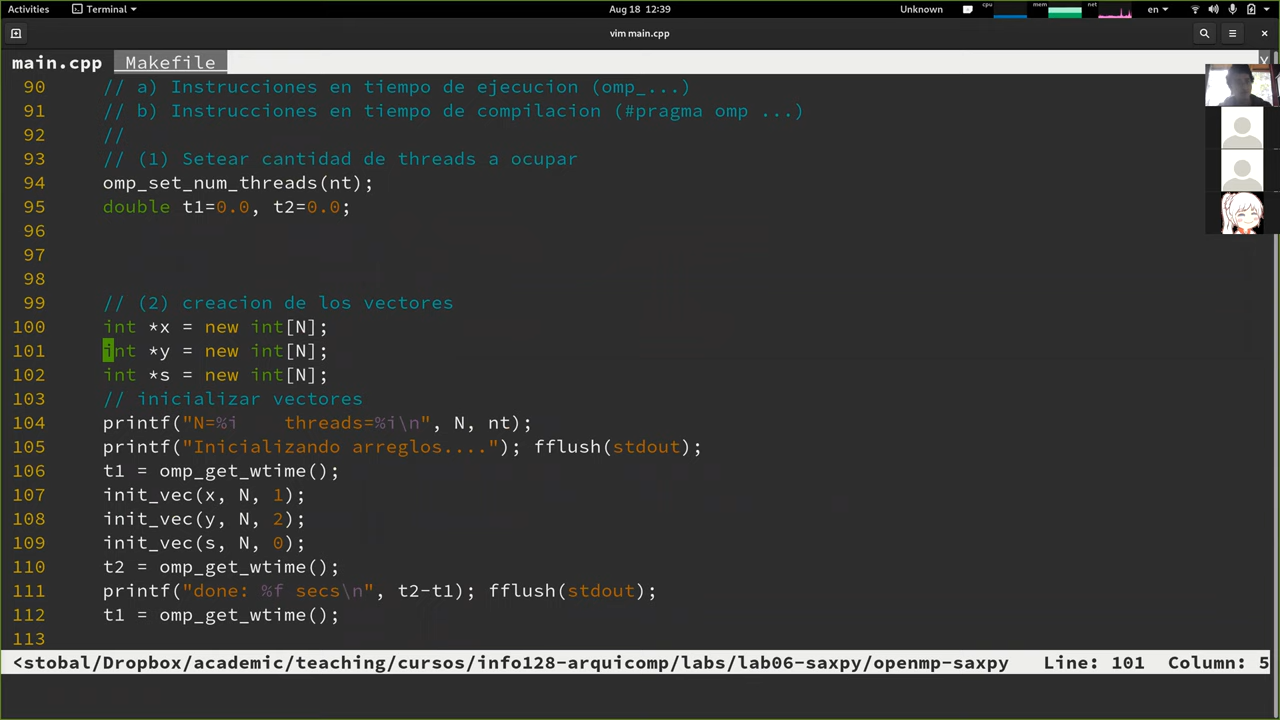 Activities Terminal Aug 18 12:39 Unknown cpu mem net en
vim main.cpp
main.cpp Makefile
90 // a) Instrucciones en tiempo de ejecucion (omp_...)
91 // b) Instrucciones en tiempo de compilacion (#pragma omp ...)
92 //
93 // (1) Setear cantidad de threads a ocupar
94 omp_set_num_threads(nt);
95 double t1=0.0, t2=0.0;
96
97
98
99 // (2) creacion de los vectores
100 int *x = new int[N];
101 int *y = new int[N];
102 int *s = new int[N];
103 // inicializar vectores
104 printf("N=%i    threads=%i\n", N, nt);
105 printf("Inicializando arreglos...."); fflush(stdout);
106 t1 = omp_get_wtime();
107 init_vec(x, N, 1);
108 init_vec(y, N, 2);
109 init_vec(s, N, 0);
110 t2 = omp_get_wtime();
111 printf("done: %f secs\n", t2-t1); fflush(stdout);
112 t1 = omp_get_wtime();
113
<stobal/Dropbox/academic/teaching/cursos/info128-arquicomp/labs/lab06-saxpy/openmp-saxpy Line: 101 Column: 5